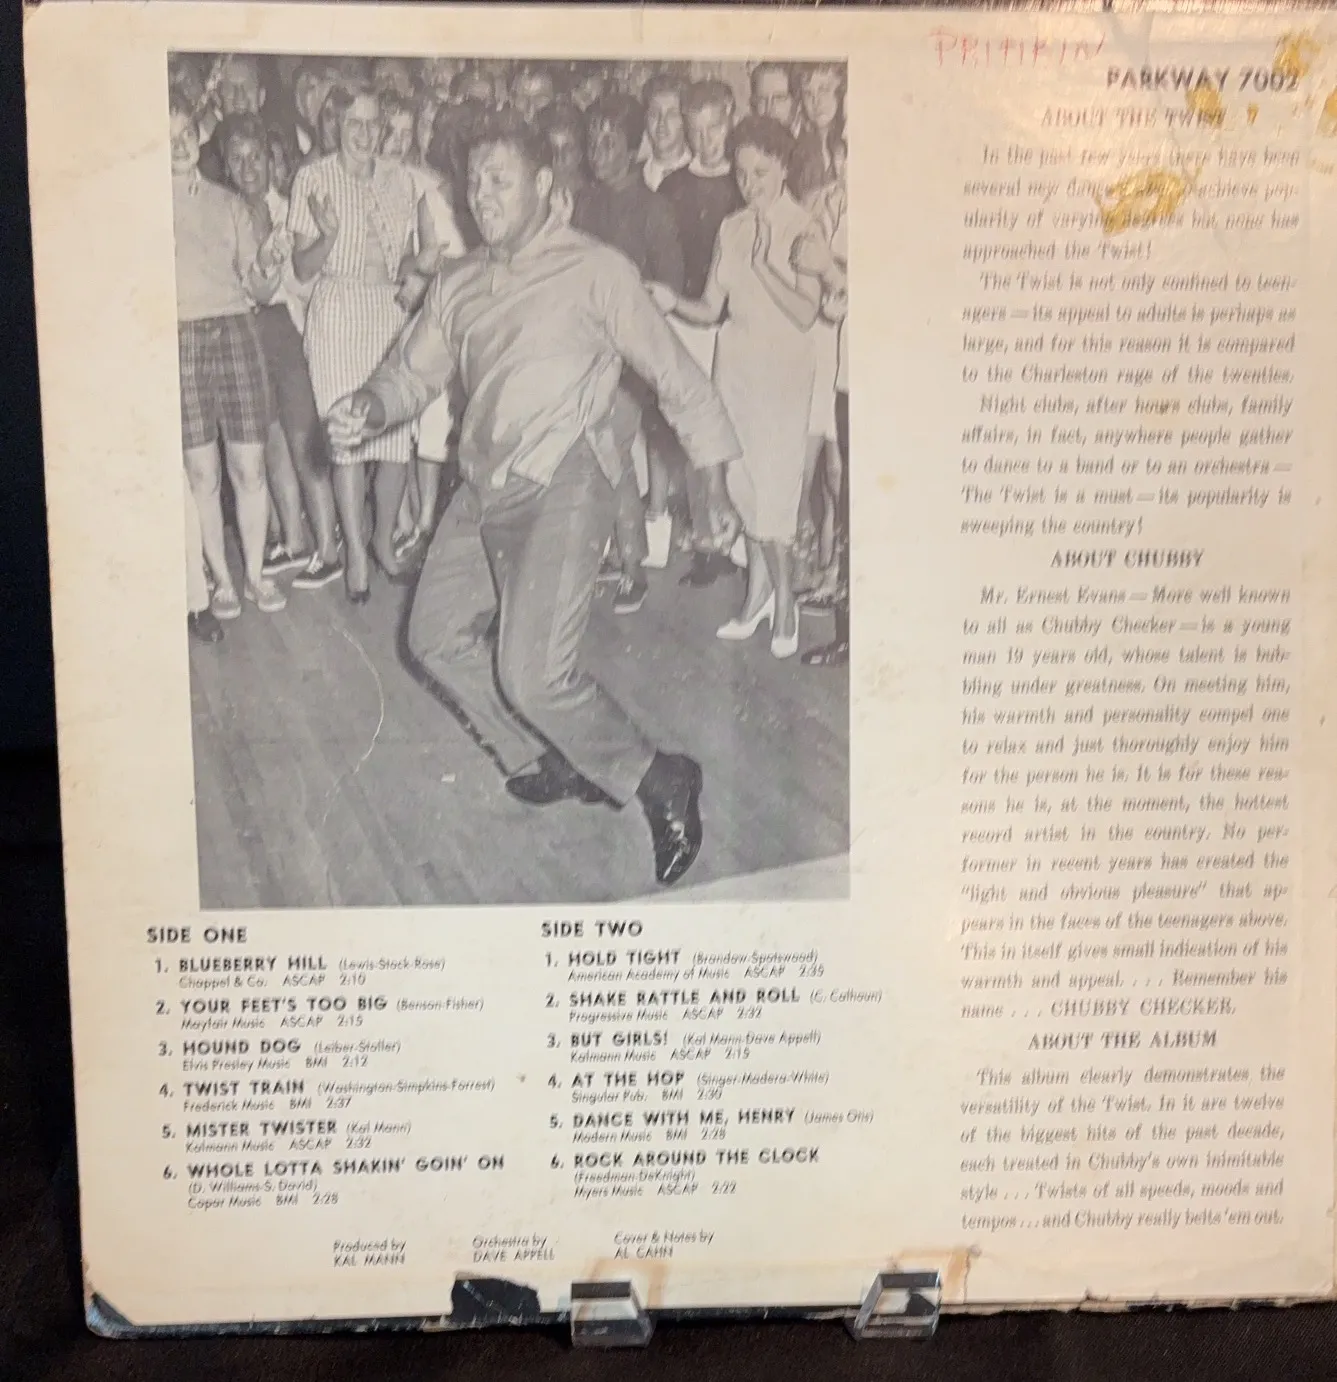 PRITIKIN
PARKWAY 7002
ABOUT THE TWIST
In the past few years there have been
several new dances achieve pop-
ularity of varying degrees but none has
approached the Twist!
The Twist is not only confined to teen-
agers — its appeal to adults is perhaps as
large, and for this reason it is compared
to the Charleston rage of the twenties.
Night clubs, after hours clubs, family
affairs, in fact, anywhere people gather
to dance to a band or to an orchestra —
The Twist is a must — its popularity is
sweeping the country!
ABOUT CHUBBY
Mr. Ernest Evans — More well known
to all as Chubby Checker — is a young
man 19 years old, whose talent is bub-
bling under greatness. On meeting him,
his warmth and personality compel one
to relax and just thoroughly enjoy him
for the person he is. It is for these rea-
sons he is, at the moment, the hottest
record artist in the country. No per-
former in recent years has created the
"light and obvious pleasure" that ap-
pears in the faces of the teenagers above.
This in itself gives small indication of his
warmth and appeal. . . . Remember his
name . . . CHUBBY CHECKER.
ABOUT THE ALBUM
This album clearly demonstrates the
versatility of the Twist. In it are twelve
of the biggest hits of the past decade,
each treated in Chubby's own inimitable
style . . . Twists of all speeds, moods and
tempos . . . and Chubby really belts 'em out.
SIDE ONE
1. BLUEBERRY HILL (Lewis-Stock-Rose)
Chappel & Co. ASCAP 2:10
2. YOUR FEET'S TOO BIG (Benson-Fisher)
Mayfair Music ASCAP 2:15
3. HOUND DOG (Leiber-Stoller)
Elvis Presley Music BMI 2:12
4. TWIST TRAIN (Washington-Simpkins-Forrest)
Frederick Music BMI 2:37
5. MISTER TWISTER (Kal Mann)
Kalmann Music ASCAP 2:32
6. WHOLE LOTTA SHAKIN' GOIN' ON
(D. Williams-S. David)
Copar Music BMI 2:28
SIDE TWO
1. HOLD TIGHT (Brandow-Spotswood)
American Academy of Music ASCAP 2:35
2. SHAKE RATTLE AND ROLL (C. Calhoun)
Progressive Music ASCAP 2:32
3. BUT GIRLS! (Kal Mann-Dave Appell)
Kalmann Music ASCAP 2:15
4. AT THE HOP (Singer-Madara-White)
Singular Pub. BMI 2:30
5. DANCE WITH ME, HENRY (James-Otis)
Modern Music BMI 2:28
6. ROCK AROUND THE CLOCK
(Freedman-DeKnight)
Myers Music ASCAP 2:22
Produced by
KAL MANN
Orchestra by
DAVE APPELL
Cover & Notes by
AL CAHN